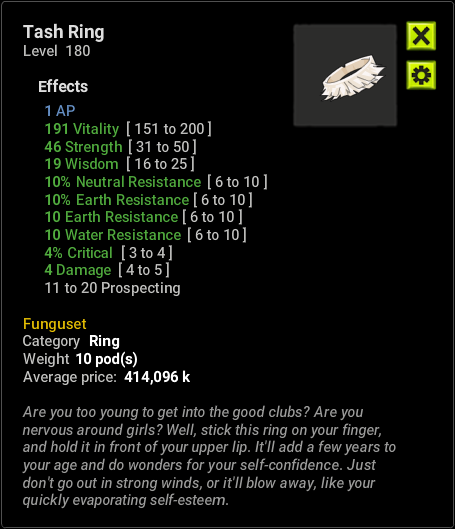 Tash Ring
Level 180
Effects
1 AP
191 Vitality [ 151 to 200 ]
46 Strength [ 31 to 50 ]
19 Wisdom [ 16 to 25 ]
10% Neutral Resistance [ 6 to 10 ]
10% Earth Resistance [ 6 to 10 ]
10 Earth Resistance [ 6 to 10 ]
10 Water Resistance [ 6 to 10 ]
4% Critical [ 3 to 4 ]
4 Damage [ 4 to 5 ]
11 to 20 Prospecting
Funguset
Category Ring
Weight 10 pod(s)
Average price: 414,096 k
Are you too young to get into the good clubs? Are you
nervous around girls? Well, stick this ring on your finger,
and hold it in front of your upper lip. It'll add a few years to
your age and do wonders for your self-confidence. Just
don't go out in strong winds, or it'll blow away, like your
quickly evaporating self-esteem.